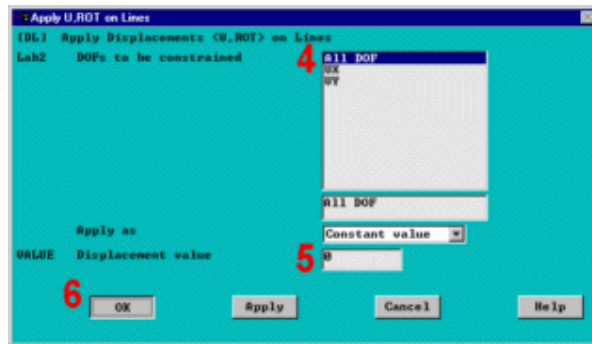 Apply U,ROT on Lines
[DL] Apply Displacements (U,ROT) on Lines
Lab2 DOFs to be constrained
4
All DOF
UX
UY
All DOF
Apply as Constant value
VALUE Displacement value
5
0
6
OK Apply Cancel Help